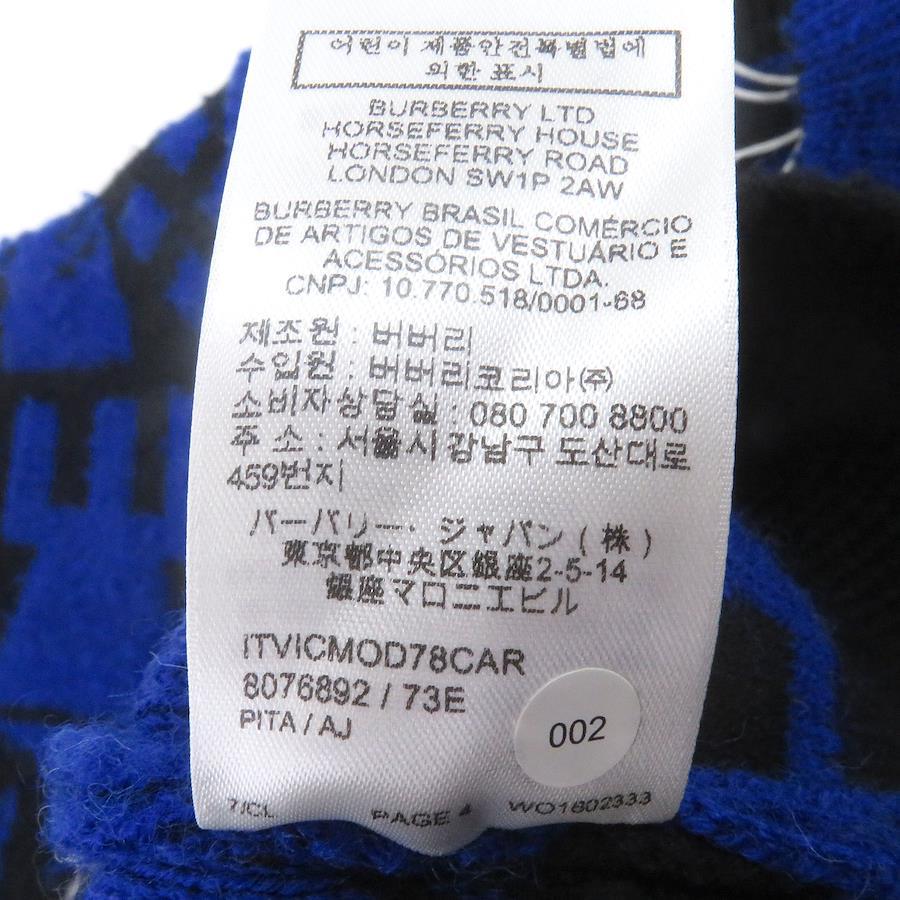 어린이 제품안전특별법에
의한 표시
BURBERRY LTD
HORSEFERRY HOUSE
HORSEFERRY ROAD
LONDON SW1P 2AW
BURBERRY BRASIL COMÉRCIO
DE ARTIGOS DE VESTUÁRIO E
ACESSÓRIOS LTDA.
CNPJ: 10.770.518/0001-68
제조원 : 버버리
수입원 : 버버리코리아(주)
소비자상담실 : 080 700 8800
주 소 : 서울시 강남구 도산대로
459번지
バーバリー・ジャパン(株)
東京都中央区銀座2-5-14
銀座マロニエビル
ITVICMOD78CAR
8076892 / 73E
PITA / AJ
002
7/CL PAGE 4 WO1602333